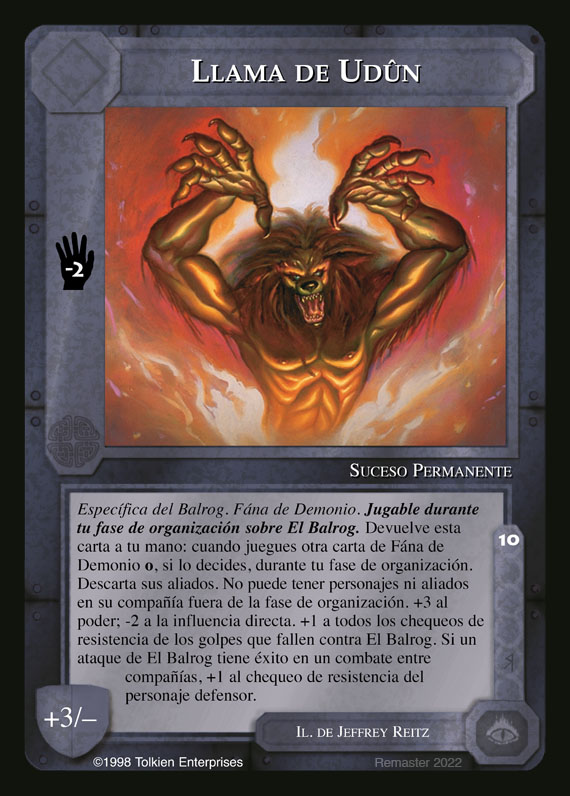 Llama de Udûn
-2
Suceso Permanente
Específica del Balrog. Fána de Demonio. Jugable durante
tu fase de organización sobre El Balrog. Devuelve esta
carta a tu mano: cuando juegues otra carta de Fána de
Demonio o, si lo decides, durante tu fase de organización.
Descarta sus aliados. No puede tener personajes ni aliados
en su compañía fuera de la fase de organización. +3 al
poder; -2 a la influencia directa. +1 a todos los chequeos de
resistencia de los golpes que fallen contra El Balrog. Si un
ataque de El Balrog tiene éxito en un combate entre
compañías, +1 al chequeo de resistencia del
personaje defensor.
10
+3/–
Il. de Jeffrey Reitz
©1998 Tolkien Enterprises
Remaster 2022